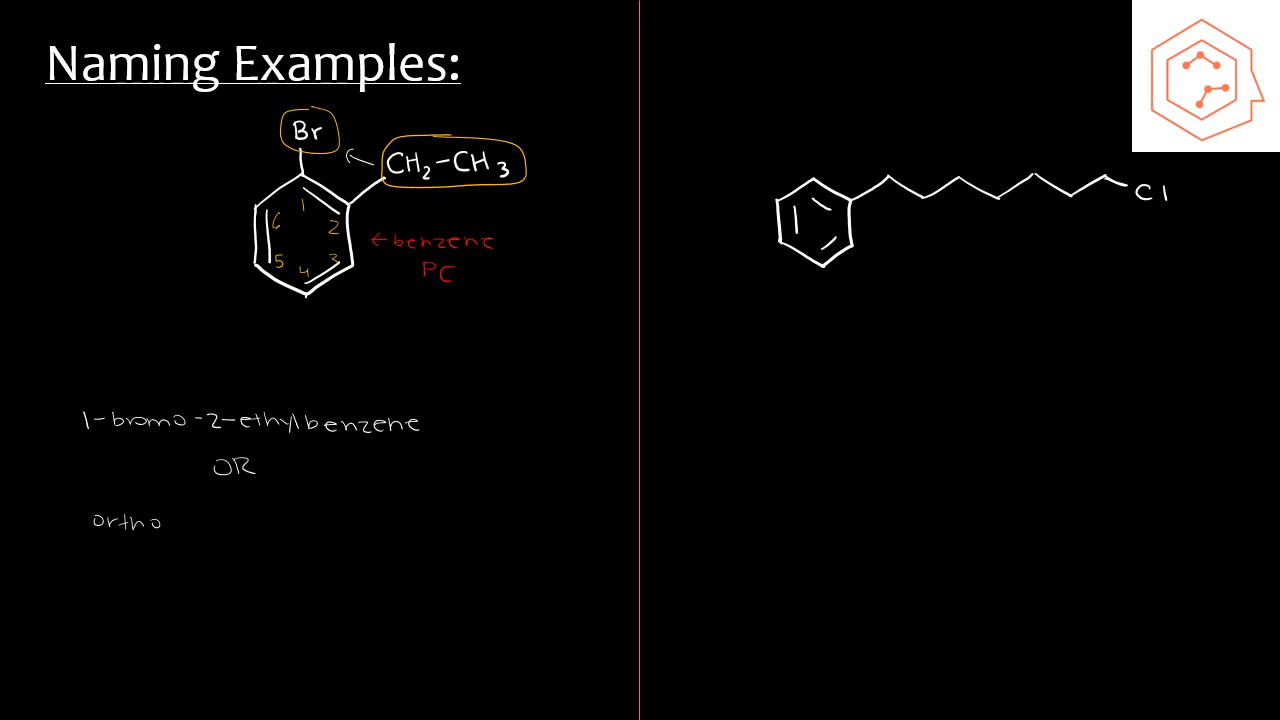 Naming Examples:
Br
CH2-CH3
1
6
2
5
4
3
←benzene
PC
Cl
1-bromo-2-ethylbenzene
OR
ortho